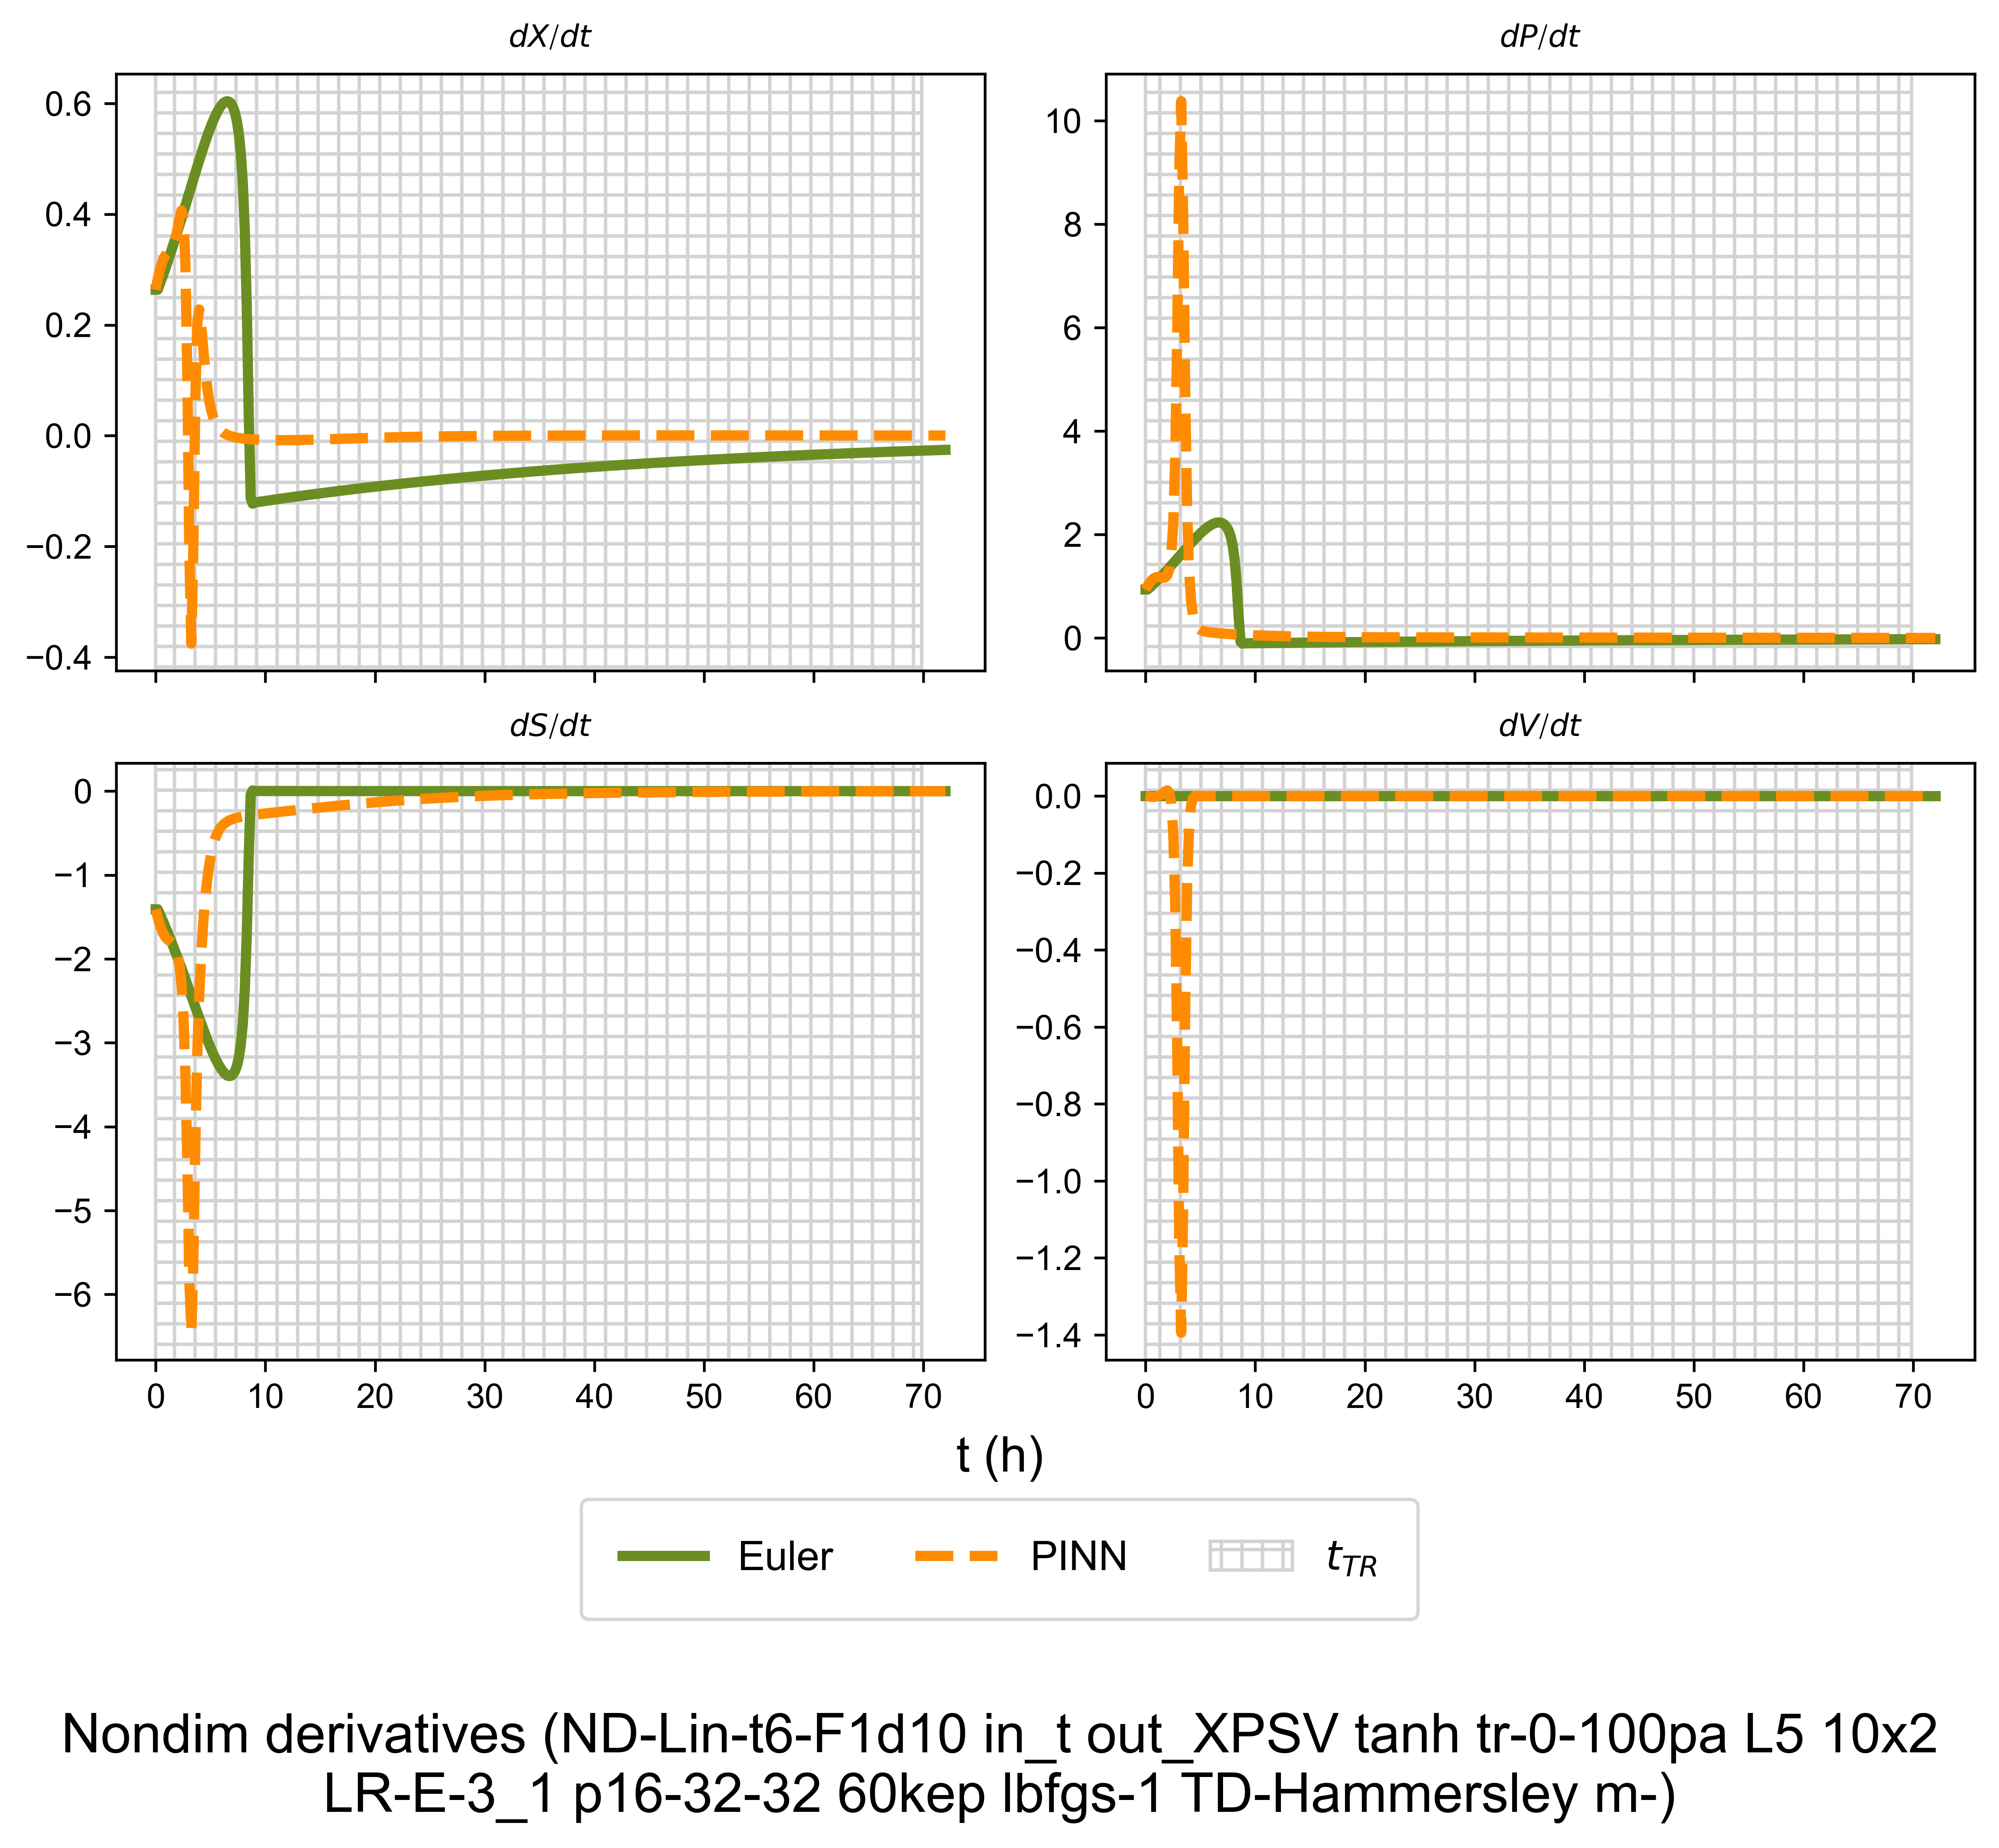 dX/dt
0.6
0.4
0.2
0.0
−0.2
−0.4
dP/dt
10
8
6
4
2
0
dS/dt
0
−1
−2
−3
−4
−5
−6
0 10 20 30 40 50 60 70
dV/dt
0.0
−0.2
−0.4
−0.6
−0.8
−1.0
−1.2
−1.4
0 10 20 30 40 50 60 70
t (h)
Euler PINN t_TR
Nondim derivatives (ND-Lin-t6-F1d10 in_t out_XPSV tanh tr-0-100pa L5 10x2
LR-E-3_1 p16-32-32 60kep lbfgs-1 TD-Hammersley m-)